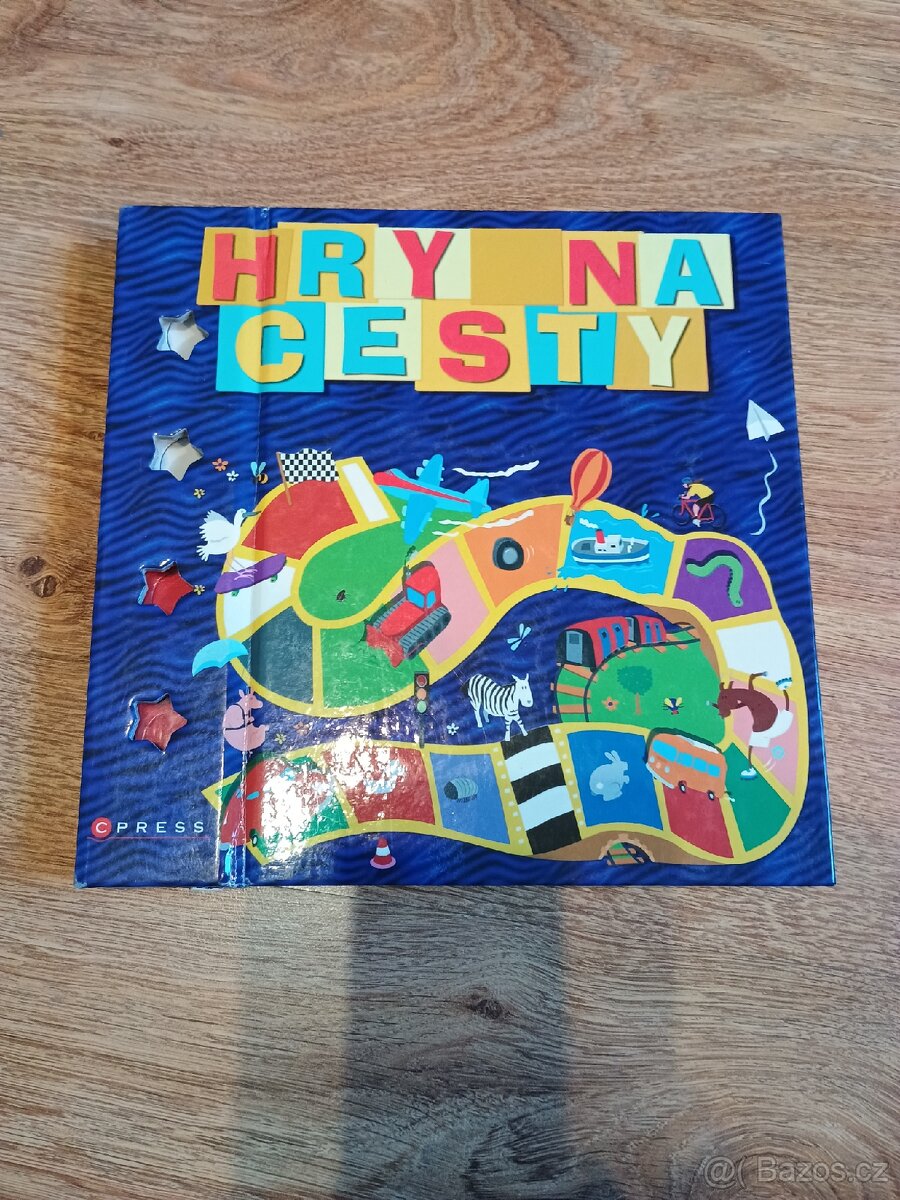 HRY NA
CESTY
CPRESS
@( Bazos.cz